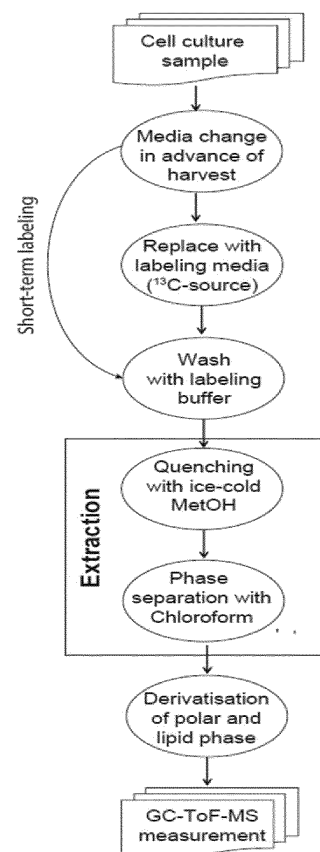 Cell culture
sample
Media change
in advance of
harvest
Short-term labeling
Replace with
labeling media
(¹³C-source)
Wash
with labeling
buffer
Extraction
Quenching
with ice-cold
MetOH
Phase
separation with
Chloroform
Derivatisation
of polar and
lipid phase
GC-ToF-MS
measurement